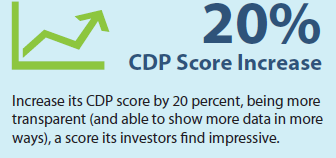 20%
CDP Score Increase
Increase its CDP score by 20 percent, being more
transparent (and able to show more data in more
ways), a score its investors find impressive.